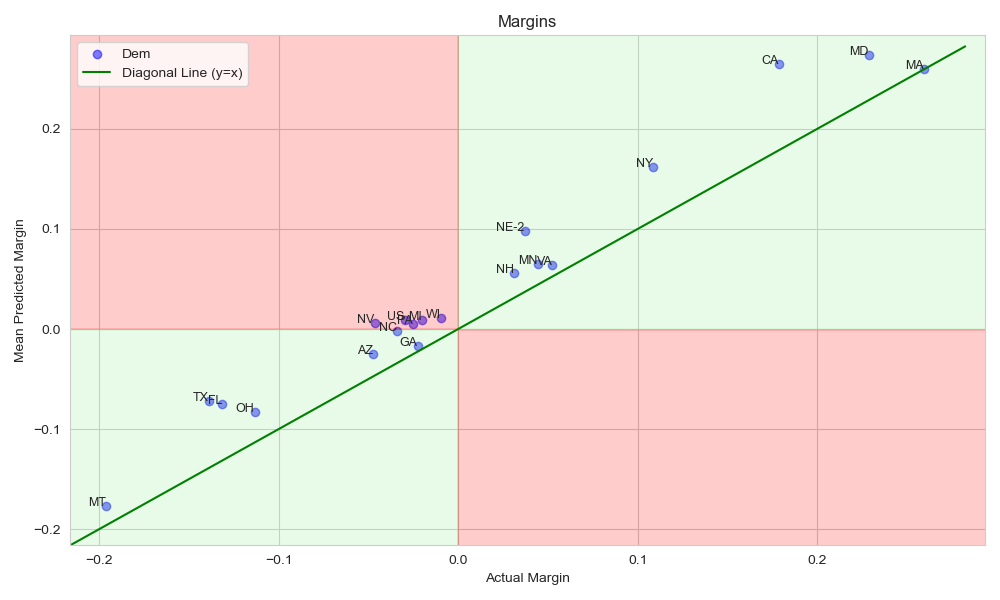 Margins
Dem
Diagonal Line (y=x)
Mean Predicted Margin
0.2
0.1
0.0
−0.1
−0.2
CA
MD
MA
NY
NE-2
MN
VA
NH
NV
US
PA
MI
WI
NC
GA
AZ
TX
FL
OH
MT
−0.2
−0.1
0.0
0.1
0.2
Actual Margin